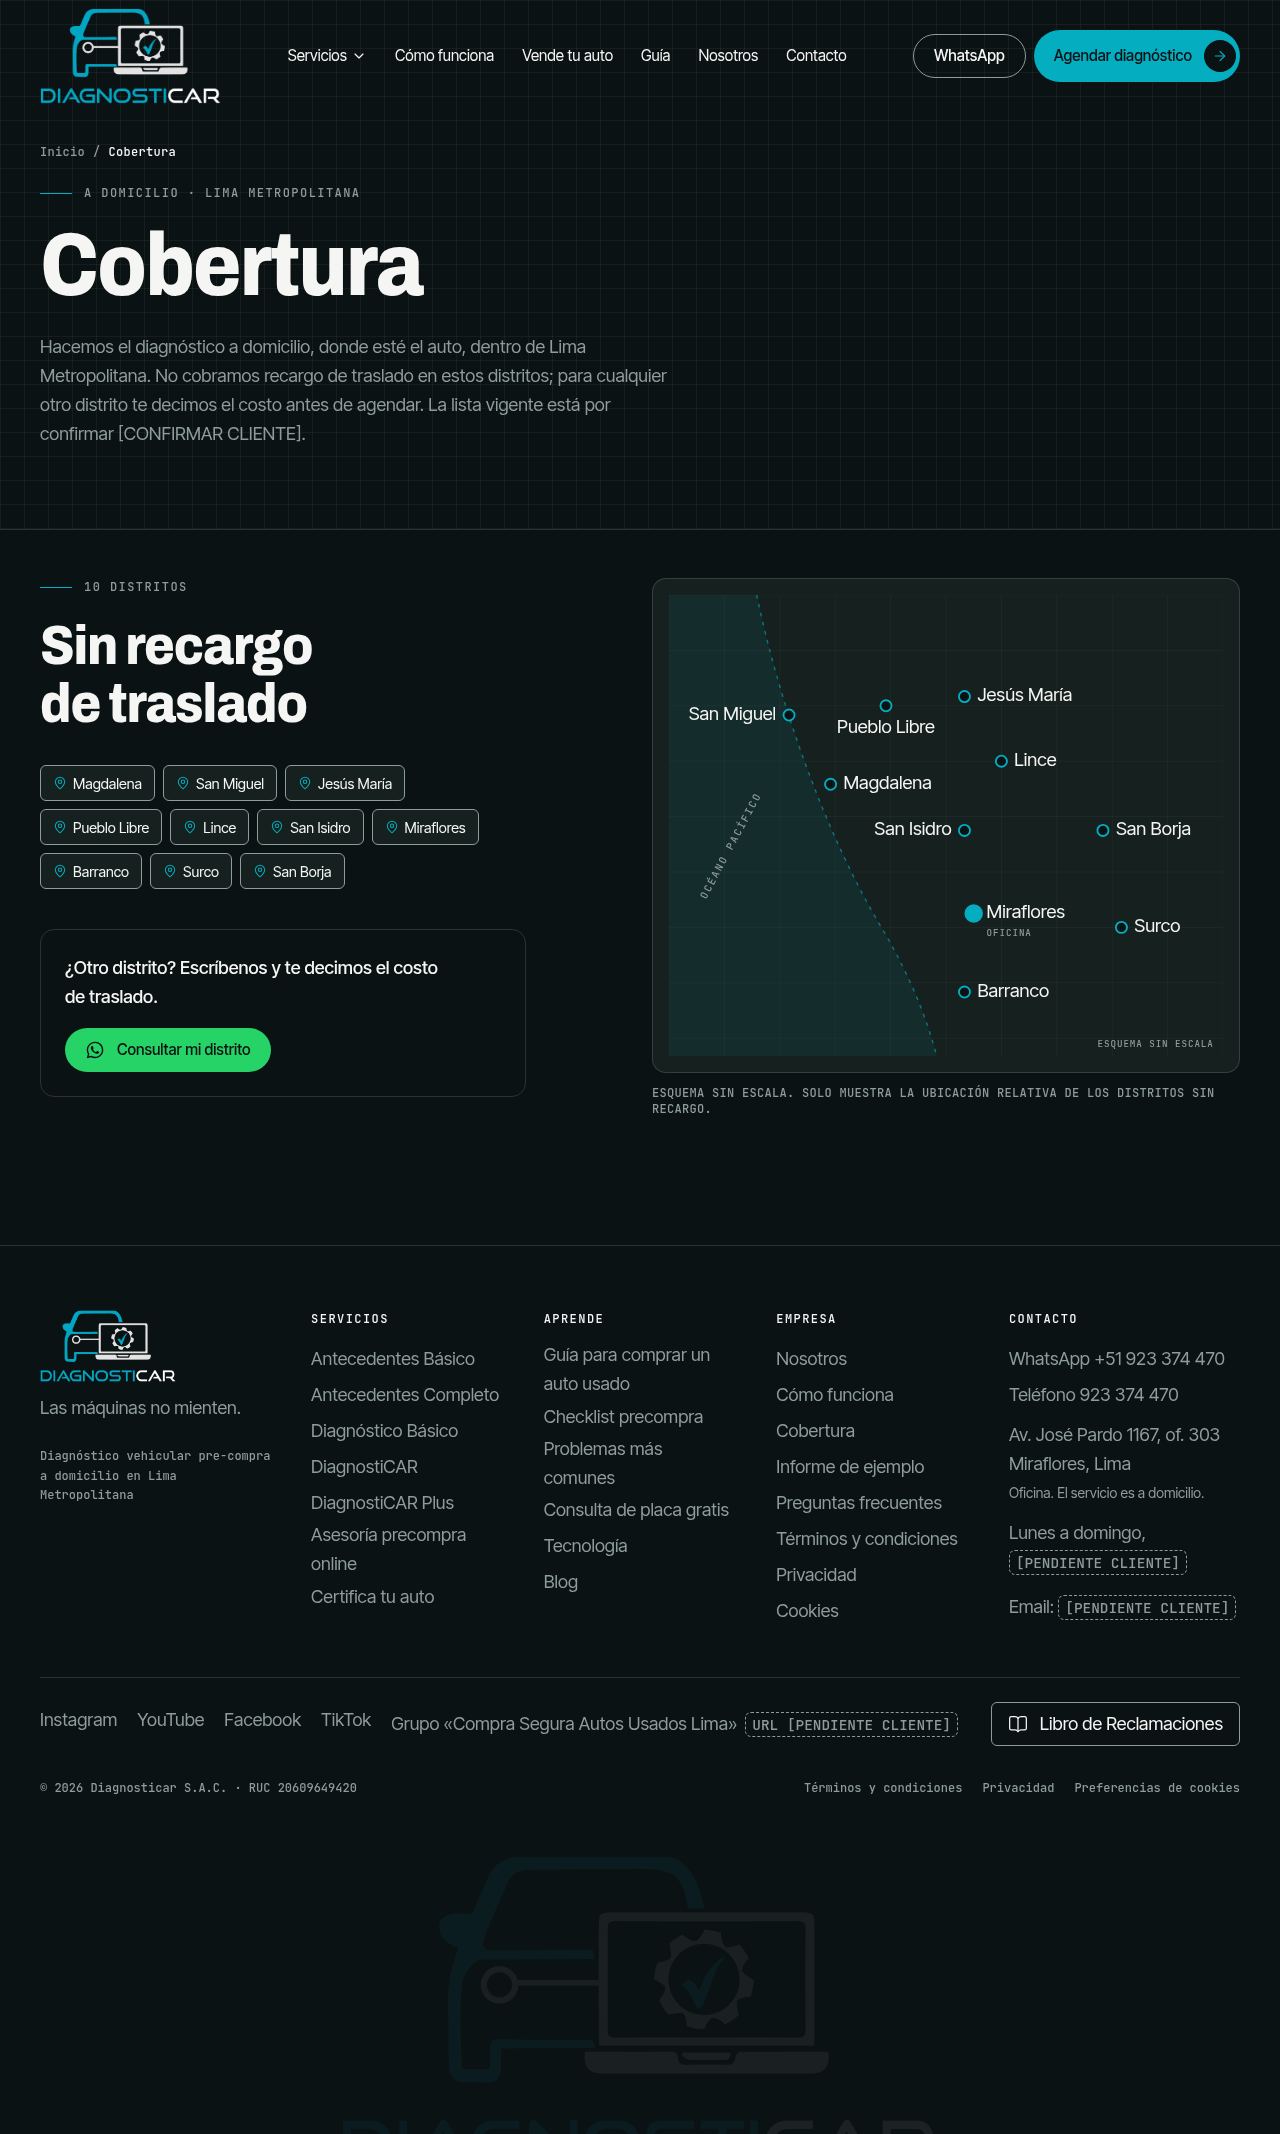 DIAGNOSTICAR
Servicios
Cómo funciona
Vende tu auto
Guía
Nosotros
Contacto
WhatsApp
Agendar diagnóstico
Inicio / Cobertura
A DOMICILIO · LIMA METROPOLITANA
Cobertura
Hacemos el diagnóstico a domicilio, donde esté el auto, dentro de Lima
Metropolitana. No cobramos recargo de traslado en estos distritos; para cualquier
otro distrito te decimos el costo antes de agendar. La lista vigente está por
confirmar [CONFIRMAR CLIENTE].
10 DISTRITOS
Sin recargo
de traslado
Magdalena
San Miguel
Jesús María
Pueblo Libre
Lince
San Isidro
Miraflores
Barranco
Surco
San Borja
¿Otro distrito? Escríbenos y te decimos el costo
de traslado.
Consultar mi distrito
Jesús María
San Miguel
Pueblo Libre
Lince
Magdalena
San Isidro
San Borja
OCÉANO PACÍFICO
Miraflores
OFICINA
Surco
Barranco
ESQUEMA SIN ESCALA
ESQUEMA SIN ESCALA. SOLO MUESTRA LA UBICACIÓN RELATIVA DE LOS DISTRITOS SIN
RECARGO.
DIAGNOSTICAR
Las máquinas no mienten.
Diagnóstico vehicular pre-compra
a domicilio en Lima
Metropolitana
SERVICIOS
Antecedentes Básico
Antecedentes Completo
Diagnóstico Básico
DiagnostiCAR
DiagnostiCAR Plus
Asesoría precompra
online
Certifica tu auto
APRENDE
Guía para comprar un
auto usado
Checklist precompra
Problemas más
comunes
Consulta de placa gratis
Tecnología
Blog
EMPRESA
Nosotros
Cómo funciona
Cobertura
Informe de ejemplo
Preguntas frecuentes
Términos y condiciones
Privacidad
Cookies
CONTACTO
WhatsApp +51 923 374 470
Teléfono 923 374 470
Av. José Pardo 1167, of. 303
Miraflores, Lima
Oficina. El servicio es a domicilio.
Lunes a domingo,
[PENDIENTE CLIENTE]
Email: [PENDIENTE CLIENTE]
Instagram
YouTube
Facebook
TikTok
Grupo «Compra Segura Autos Usados Lima» URL [PENDIENTE CLIENTE]
Libro de Reclamaciones
© 2026 Diagnosticar S.A.C. · RUC 20609649420
Términos y condiciones
Privacidad
Preferencias de cookies
DIAGNOSTICAR